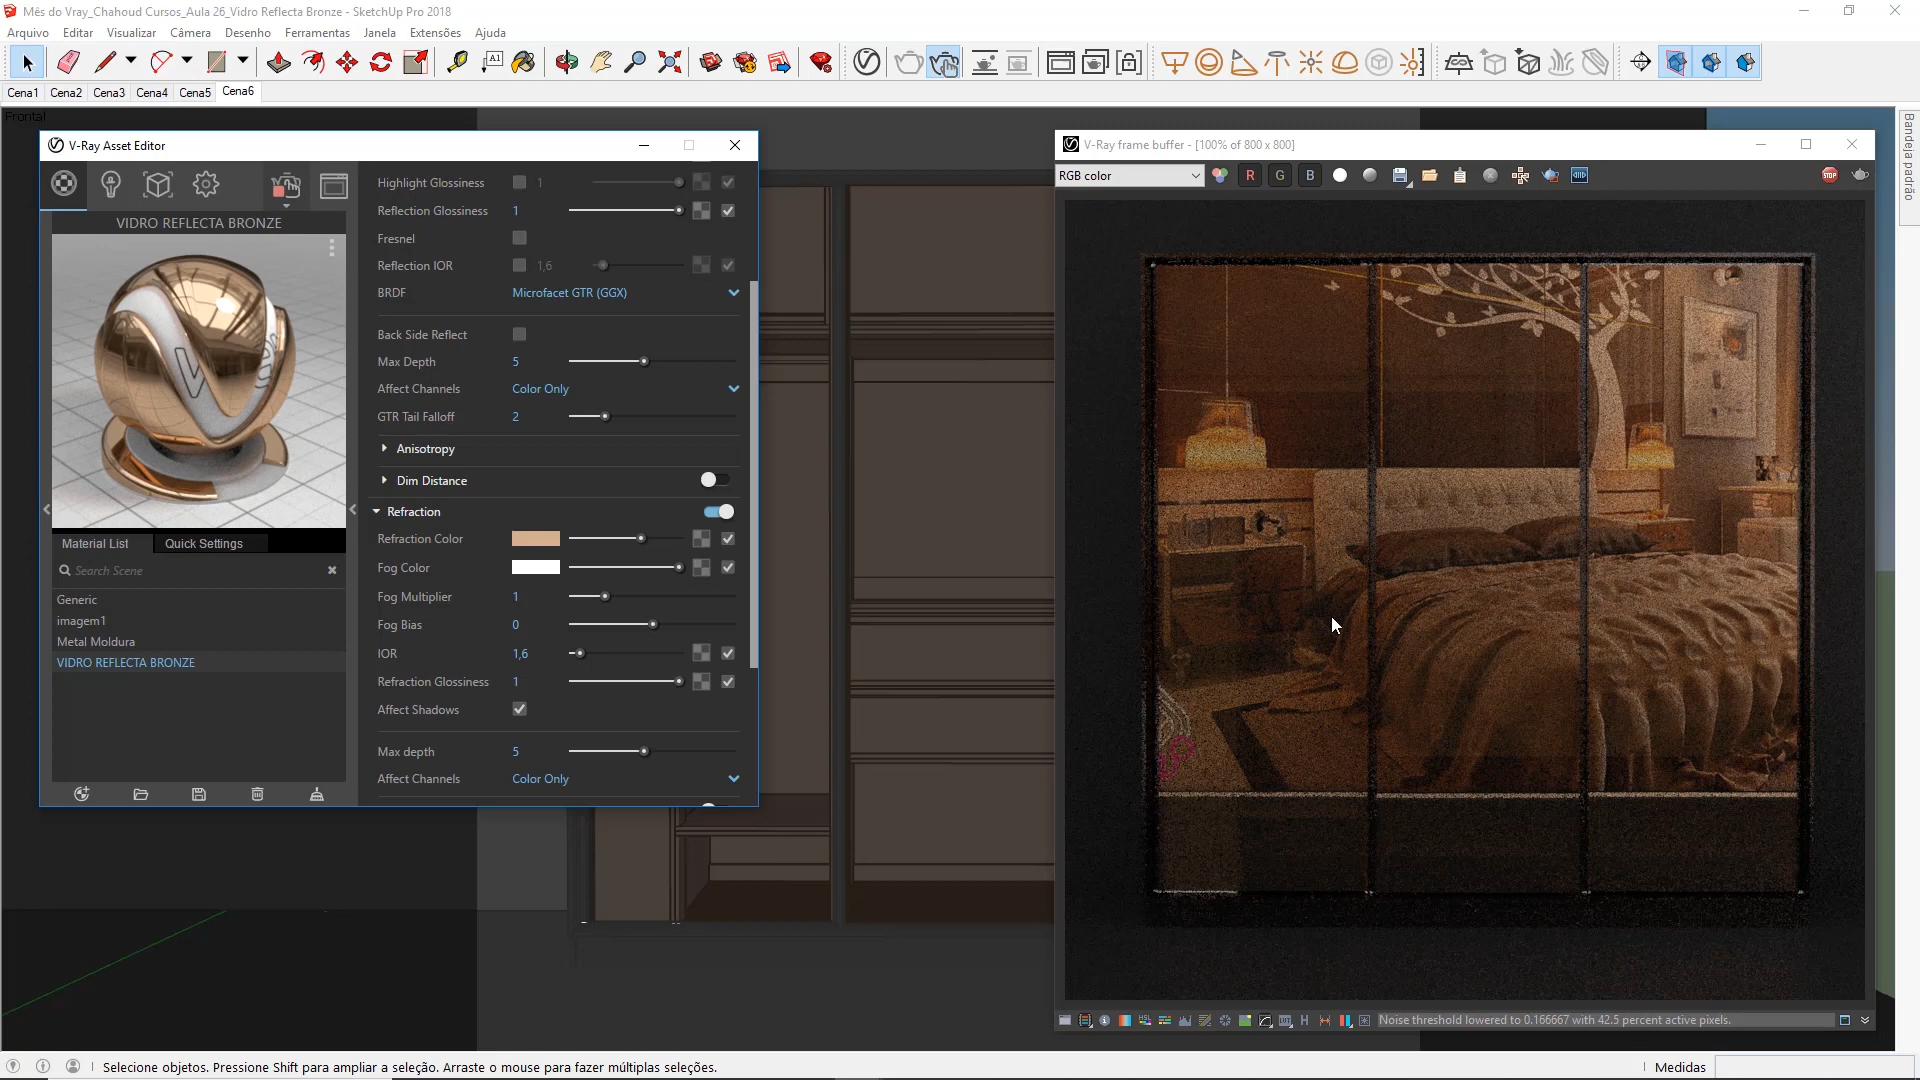 Mês do Vray_Chahoud Cursos_Aula 26_Vidro Reflecta Bronze - SketchUp Pro 2018
Arquivo Editar Visualizar Câmera Desenho Ferramentas Janela Extensões Ajuda
A1
Cena1 Cena2 Cena3 Cena4 Cena5 Cena6
Frontal
Bandeja padrão
V-Ray Asset Editor
VIDRO REFLECTA BRONZE
Material List Quick Settings
Search Scene
Generic
imagem1
Metal Moldura
VIDRO REFLECTA BRONZE
Highlight Glossiness 1
Reflection Glossiness 1
Fresnel
Reflection IOR 1,6
BRDF Microfacet GTR (GGX)
Back Side Reflect
Max Depth 5
Affect Channels Color Only
GTR Tail Falloff 2
Anisotropy
Dim Distance
Refraction
Refraction Color
Fog Color
Fog Multiplier 1
Fog Bias 0
IOR 1,6
Refraction Glossiness 1
Affect Shadows
Max depth 5
Affect Channels Color Only
V-Ray frame buffer - [100% of 800 x 800]
RGB color R G B STOP
Noise threshold lowered to 0.166667 with 42.5 percent active pixels.
Selecione objetos. Pressione Shift para ampliar a seleção. Arraste o mouse para fazer múltiplas seleções.
Medidas